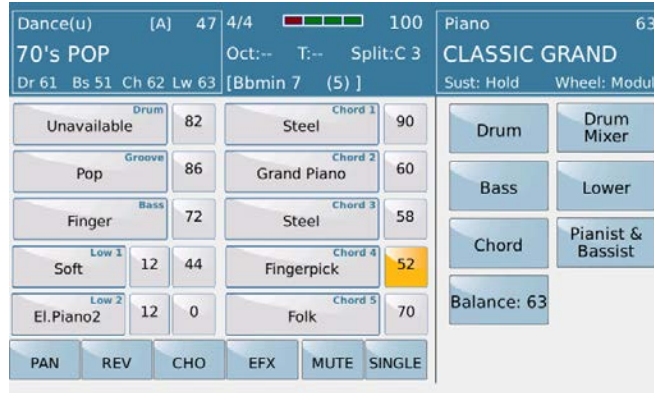 Dance(u) [A] 47
70's POP
Dr 61 Bs 51 Ch 62 Lw 63
4/4 100
Oct:-- T:-- Split:C 3
[Bbmin 7 (5) ]
Piano 63
CLASSIC GRAND
Sust: Hold Wheel: Modul
Drum
Unavailable 82
Groove
Pop 86
Bass
Finger 72
Low 1
Soft 12 44
Low 2
El.Piano2 12 0
Chord 1
Steel 90
Chord 2
Grand Piano 60
Chord 3
Steel 58
Chord 4
Fingerpick 52
Chord 5
Folk 70
PAN REV CHO EFX MUTE SINGLE
Drum
Drum
Mixer
Bass
Lower
Chord
Pianist &
Bassist
Balance: 63